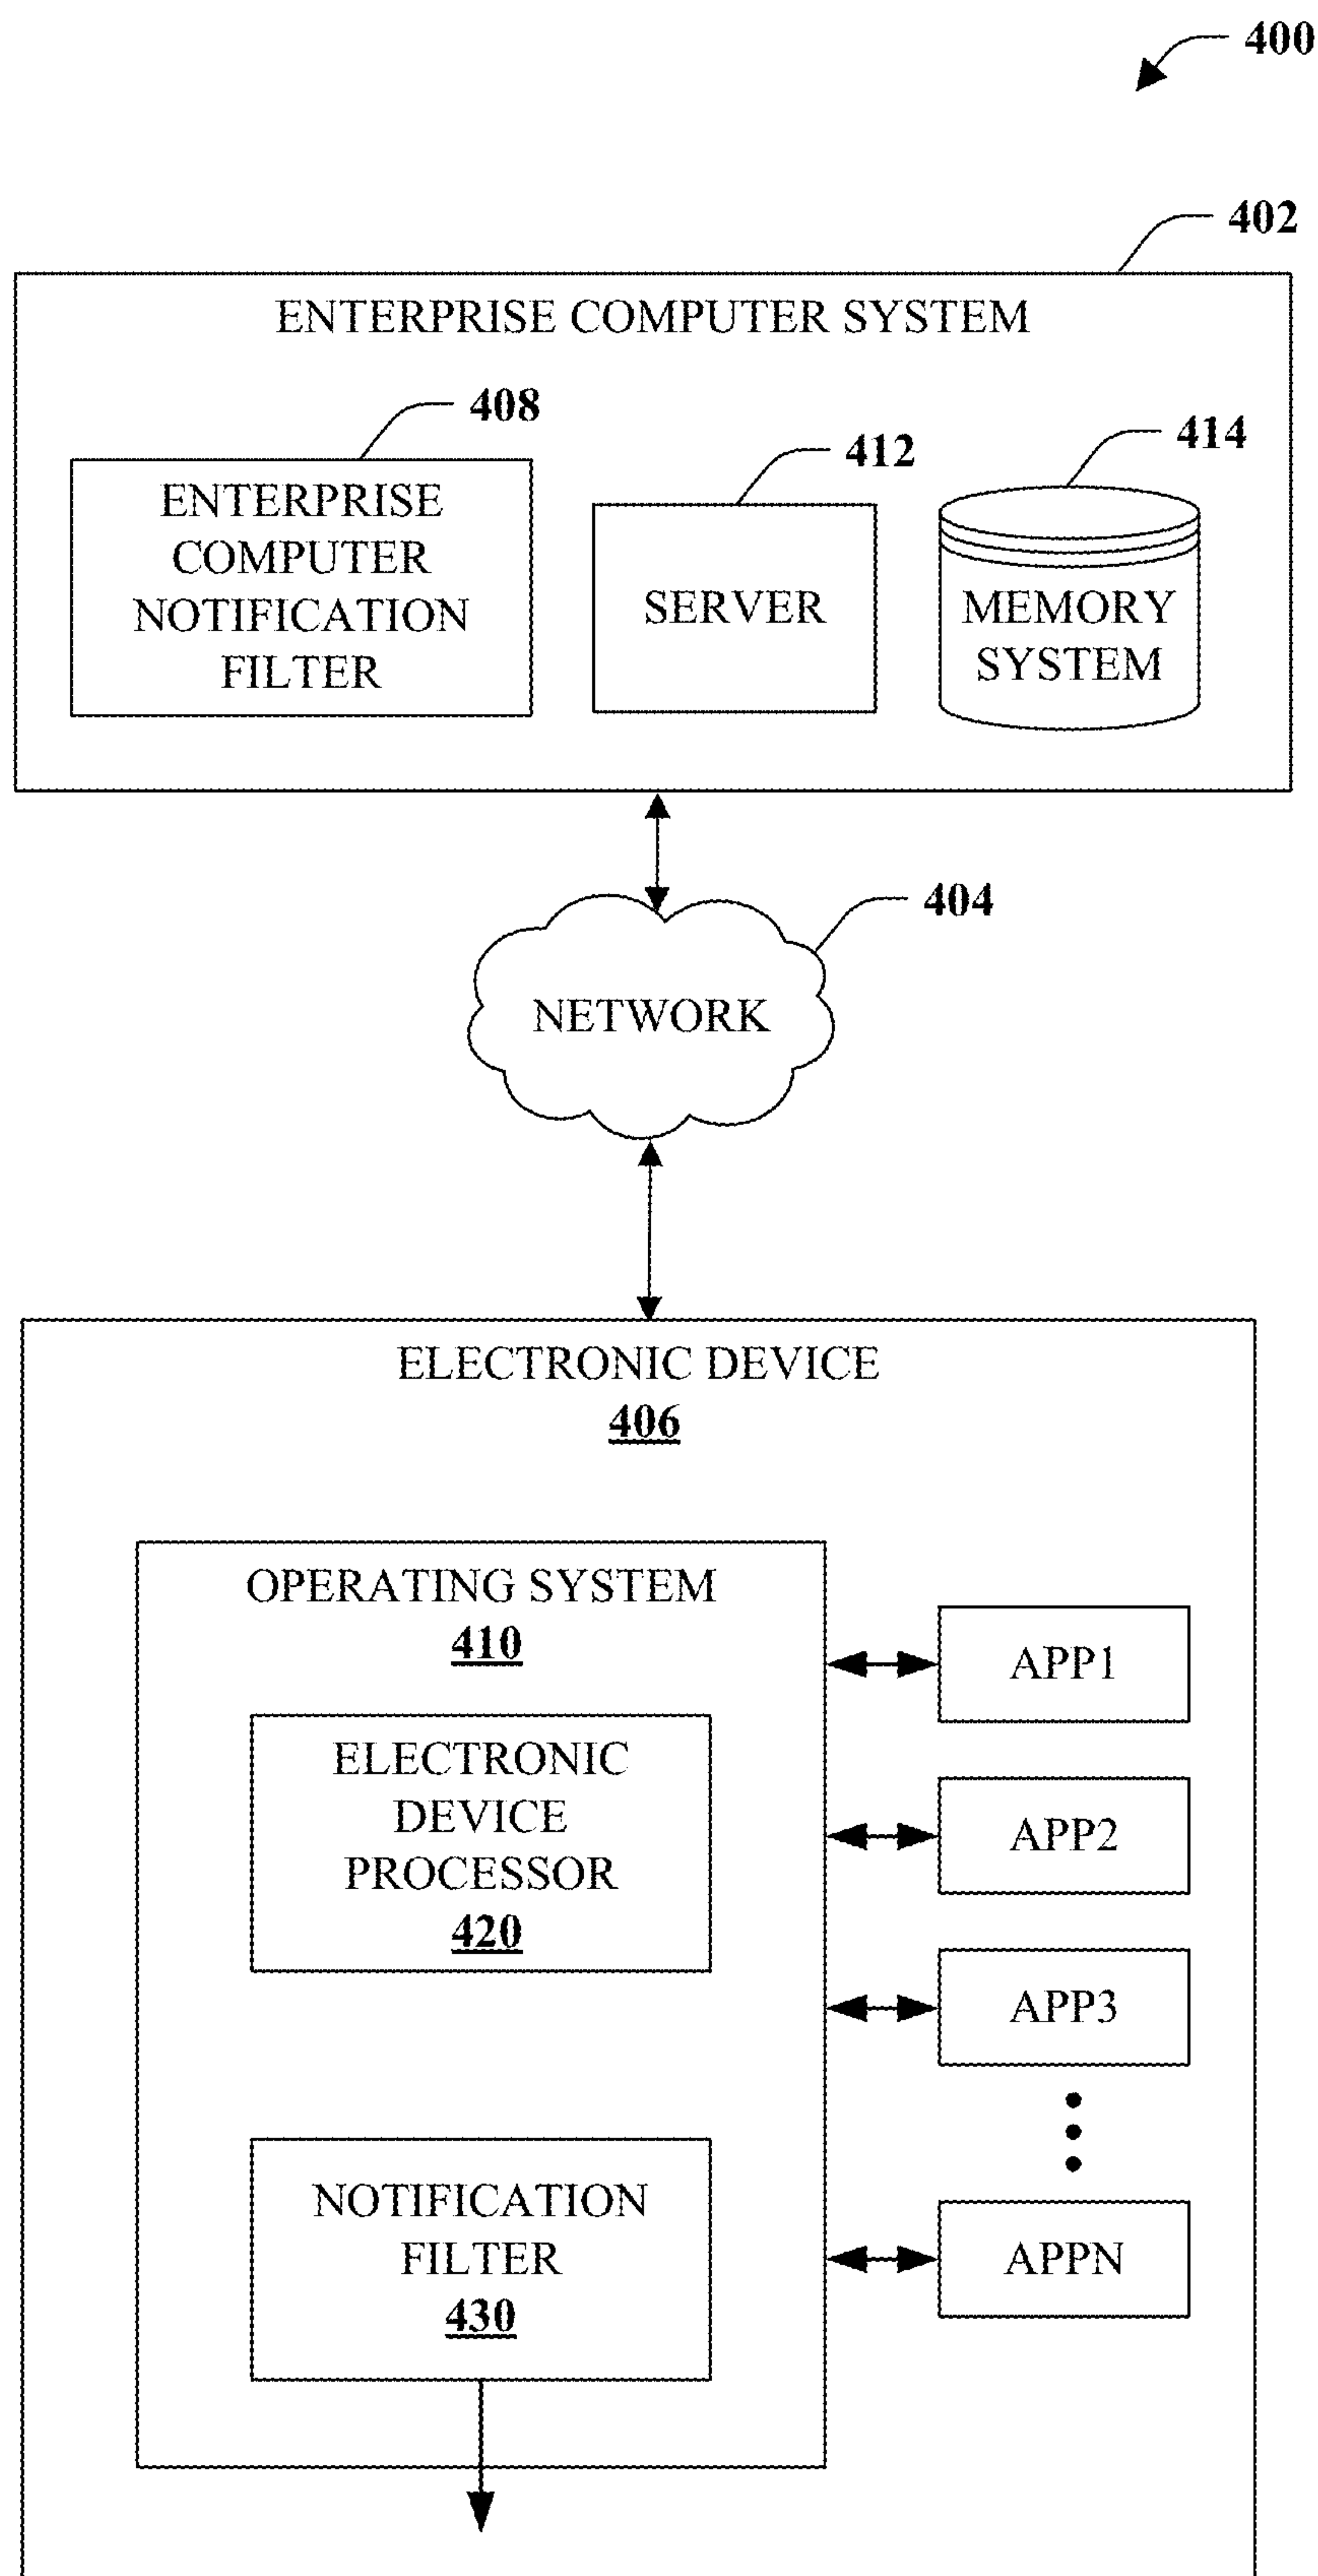 400
402
ENTERPRISE COMPUTER SYSTEM
408
412
414
ENTERPRISE
COMPUTER
NOTIFICATION
FILTER
SERVER
MEMORY
SYSTEM
404
NETWORK
ELECTRONIC DEVICE
406
OPERATING SYSTEM
410
ELECTRONIC
DEVICE
PROCESSOR
420
NOTIFICATION
FILTER
430
APP1
APP2
APP3
APPN